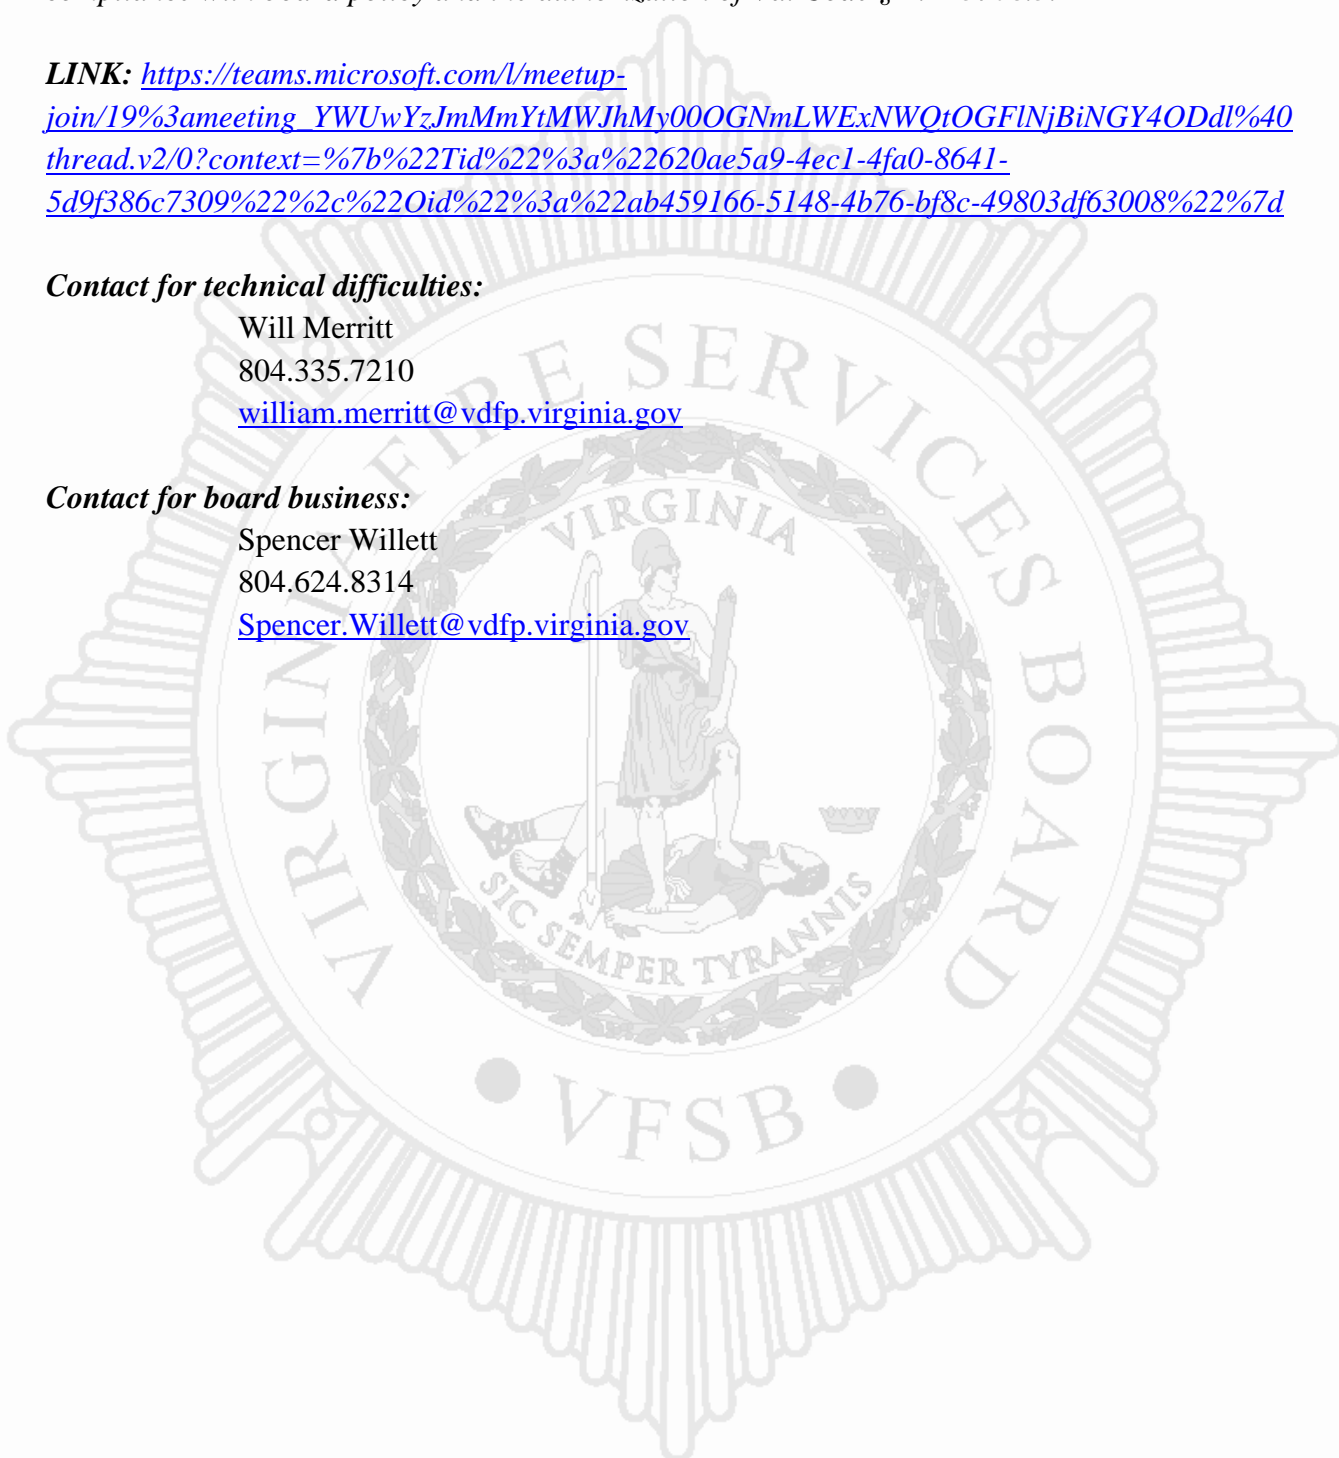 LINK: https://teams.microsoft.com/l/meetup-
join/19%3ameeting_YWUwYzJmMmYtMWJhMy00OGNmLWExNWQtOGFlNjBiNGY4ODdl%40
thread.v2/0?context=%7b%22Tid%22%3a%22620ae5a9-4ec1-4fa0-8641-
5d9f386c7309%22%2c%22Oid%22%3a%22ab459166-5148-4b76-bf8c-49803df63008%22%7d
Contact for technical difficulties:
Will Merritt
804.335.7210
william.merritt@vdfp.virginia.gov
Contact for board business:
Spencer Willett
804.624.8314
Spencer.Willett@vdfp.virginia.gov
VIRGINIA FIRE SERVICES BOARD
VIRGINIA
SIC SEMPER TYRANNIS
VFSB